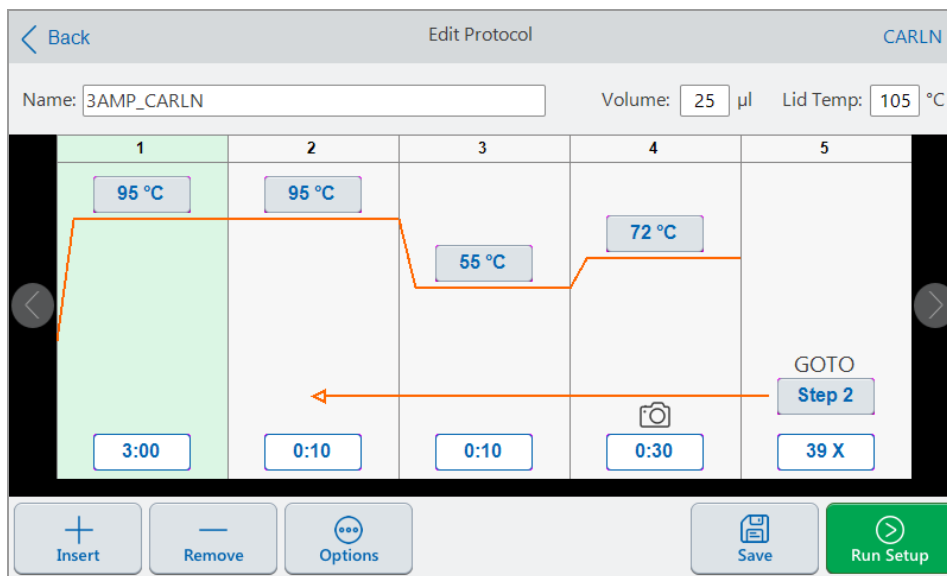 Back Edit Protocol CARLN
Name: 3AMP_CARLN Volume: 25 µl Lid Temp: 105 °C
1 2 3 4 5
95 °C 95 °C 55 °C 72 °C
GOTO
Step 2
3:00 0:10 0:10 0:30 39 X
Insert Remove Options Save Run Setup